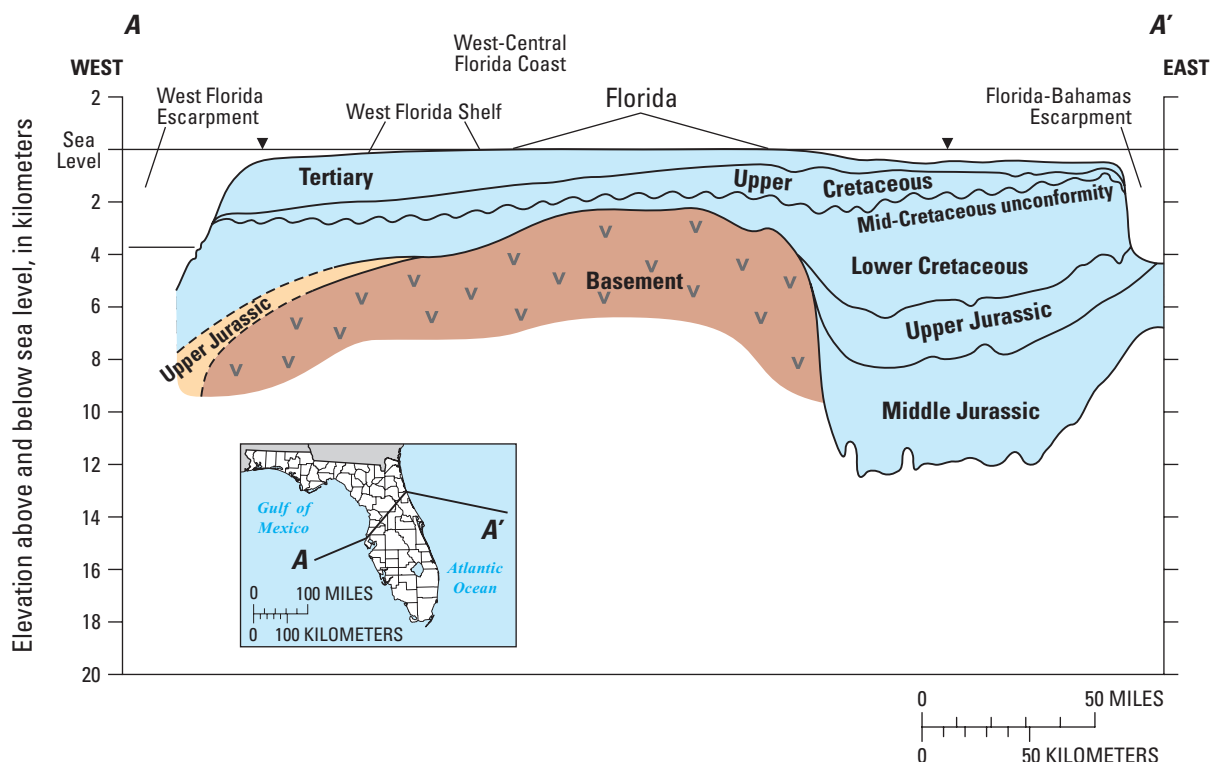 A
A'
WEST
West-Central
Florida Coast
EAST
2
West Florida
Escarpment
West Florida Shelf
Florida
Florida-Bahamas
Escarpment
Sea
Level
Tertiary
Upper
Cretaceous
2
Mid-Cretaceous unconformity
4
Lower Cretaceous
Basement
6
Upper Jurassic
Upper Jurassic
8
10
Middle Jurassic
12
14
16
18
20
Elevation above and below sea level, in kilometers
V V V V V V V V V V V V V V V V V V V V V
Gulf of
Mexico
A'
A
Atlantic
Ocean
0 100 MILES
0 100 KILOMETERS
0 50 MILES
0 50 KILOMETERS